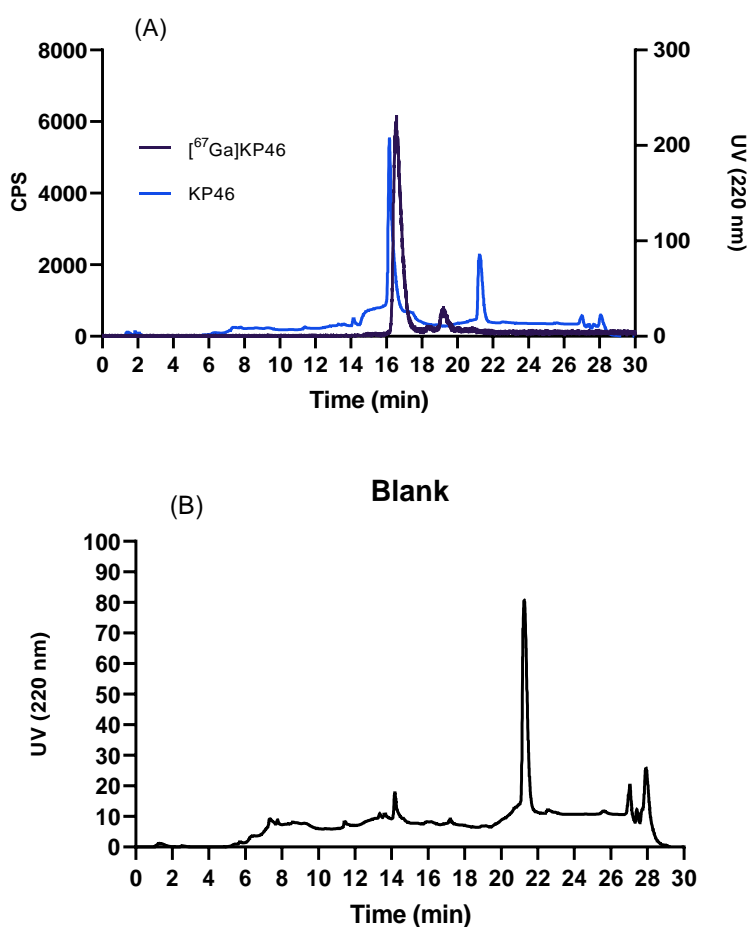 (A)
8000
6000
4000
2000
0
CPS
300
200
100
0
UV (220 nm)
[⁶⁷Ga]KP46
KP46
0 2 4 6 8 10 12 14 16 18 20 22 24 26 28 30
Time (min)
Blank
(B)
100
90
80
70
60
50
40
30
20
10
0
UV (220 nm)
0 2 4 6 8 10 12 14 16 18 20 22 24 26 28 30
Time (min)